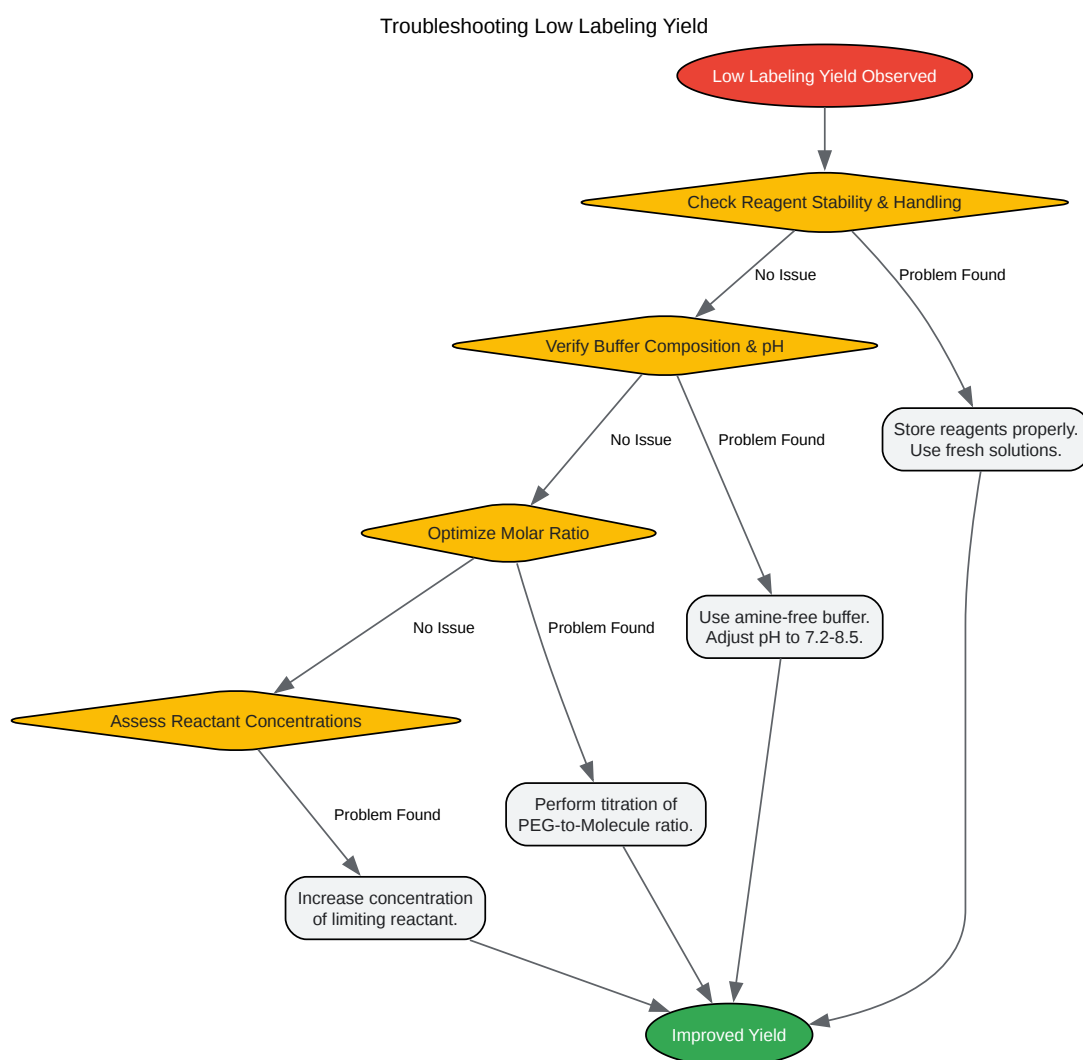 Troubleshooting Low Labeling Yield
Low Labeling Yield Observed
Check Reagent Stability & Handling
No Issue
Problem Found
Verify Buffer Composition & pH
Store reagents properly.
Use fresh solutions.
No Issue
Problem Found
Optimize Molar Ratio
Use amine-free buffer.
Adjust pH to 7.2-8.5.
No Issue
Problem Found
Assess Reactant Concentrations
Perform titration of
PEG-to-Molecule ratio.
Problem Found
Increase concentration
of limiting reactant.
Improved Yield